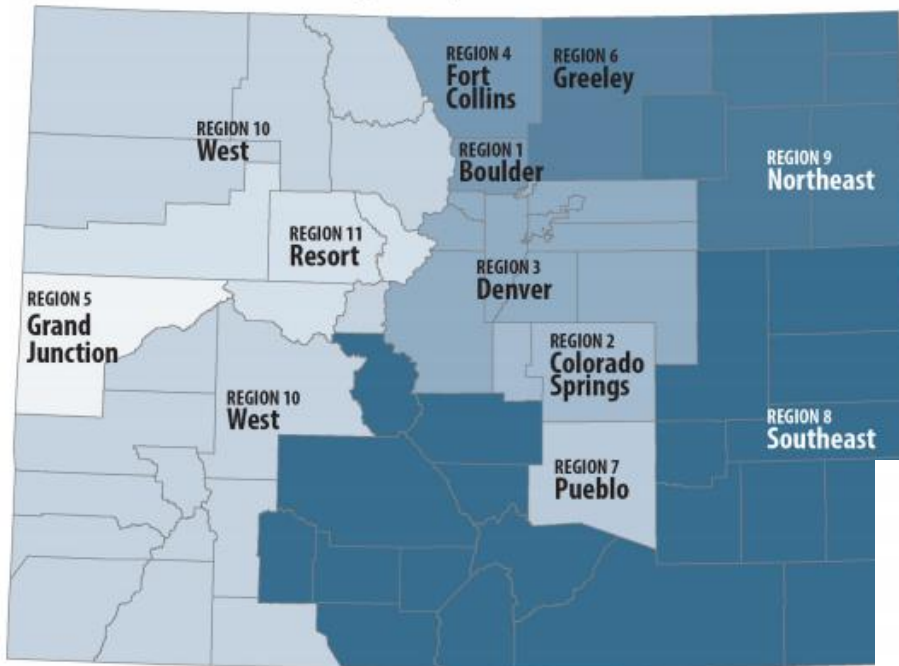 REGION 4
Fort
Collins
REGION 6
Greeley
REGION 10
West
REGION 1
Boulder
REGION 9
Northeast
REGION 11
Resort
REGION 3
Denver
REGION 5
Grand
Junction
REGION 2
Colorado
Springs
REGION 10
West
REGION 8
Southeast
REGION 7
Pueblo